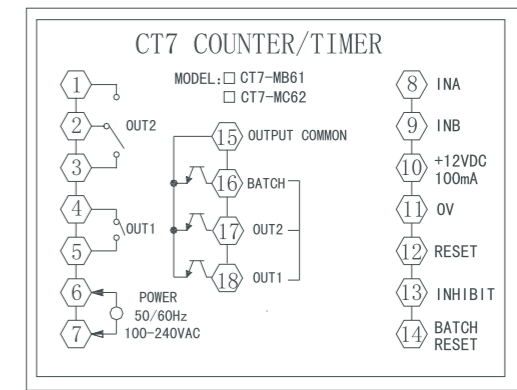 CT7 COUNTER/TIMER
MODEL: □ CT7-MB61
□ CT7-MC62
1
2
OUT2
3
4
OUT1
5
6
7
POWER
50/60Hz
100-240VAC
15 OUTPUT COMMON
16 BATCH
17 OUT2
18 OUT1
8 INA
9 INB
10 +12VDC
100mA
11 0V
12 RESET
13 INHIBIT
14 BATCH
RESET